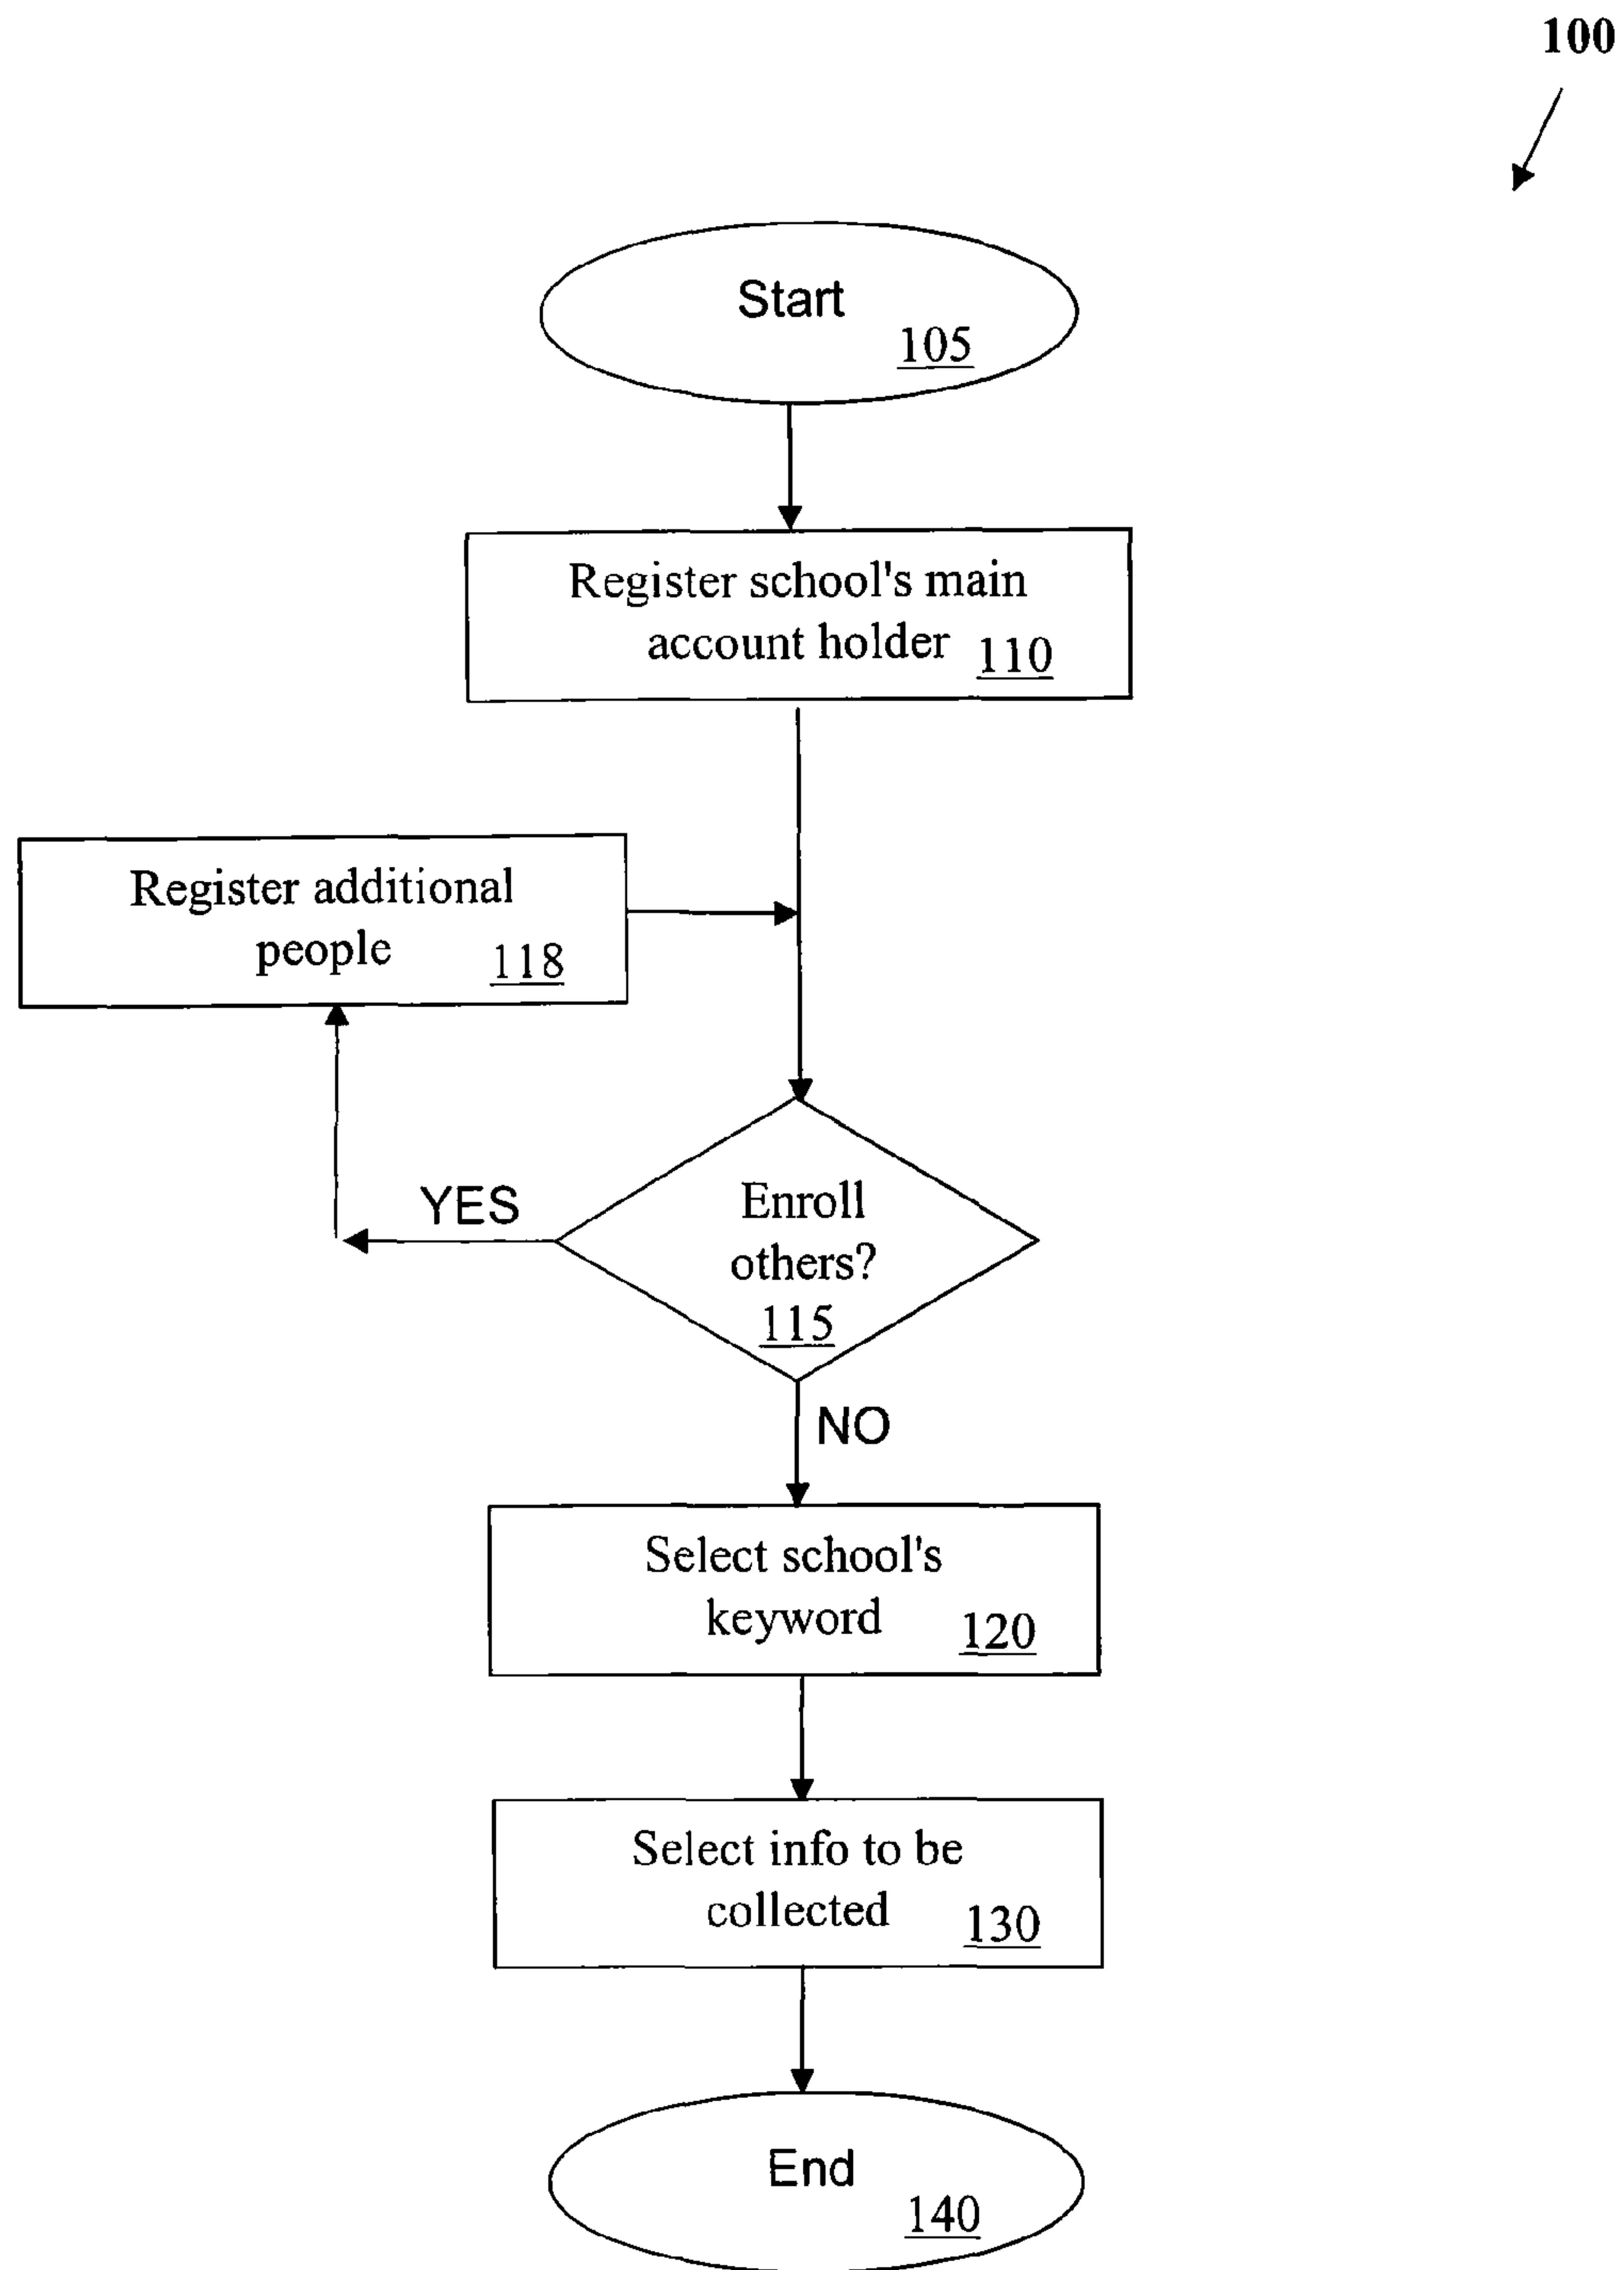 100
Start
105
Register school's main
account holder 110
Register additional
people 118
YES
Enroll
others?
115
NO
Select school's
keyword 120
Select info to be
collected 130
End
140